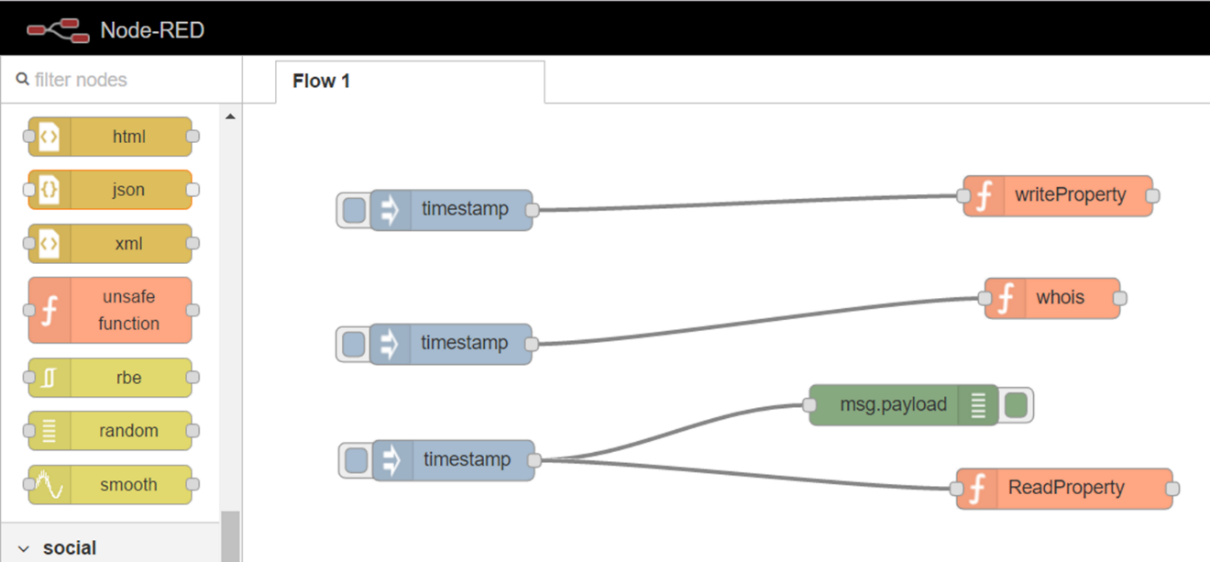 Node-RED
filter nodes
Flow 1
html
json
xml
unsafe
function
rbe
random
smooth
social
timestamp
writeProperty
timestamp
whois
msg.payload
timestamp
ReadProperty